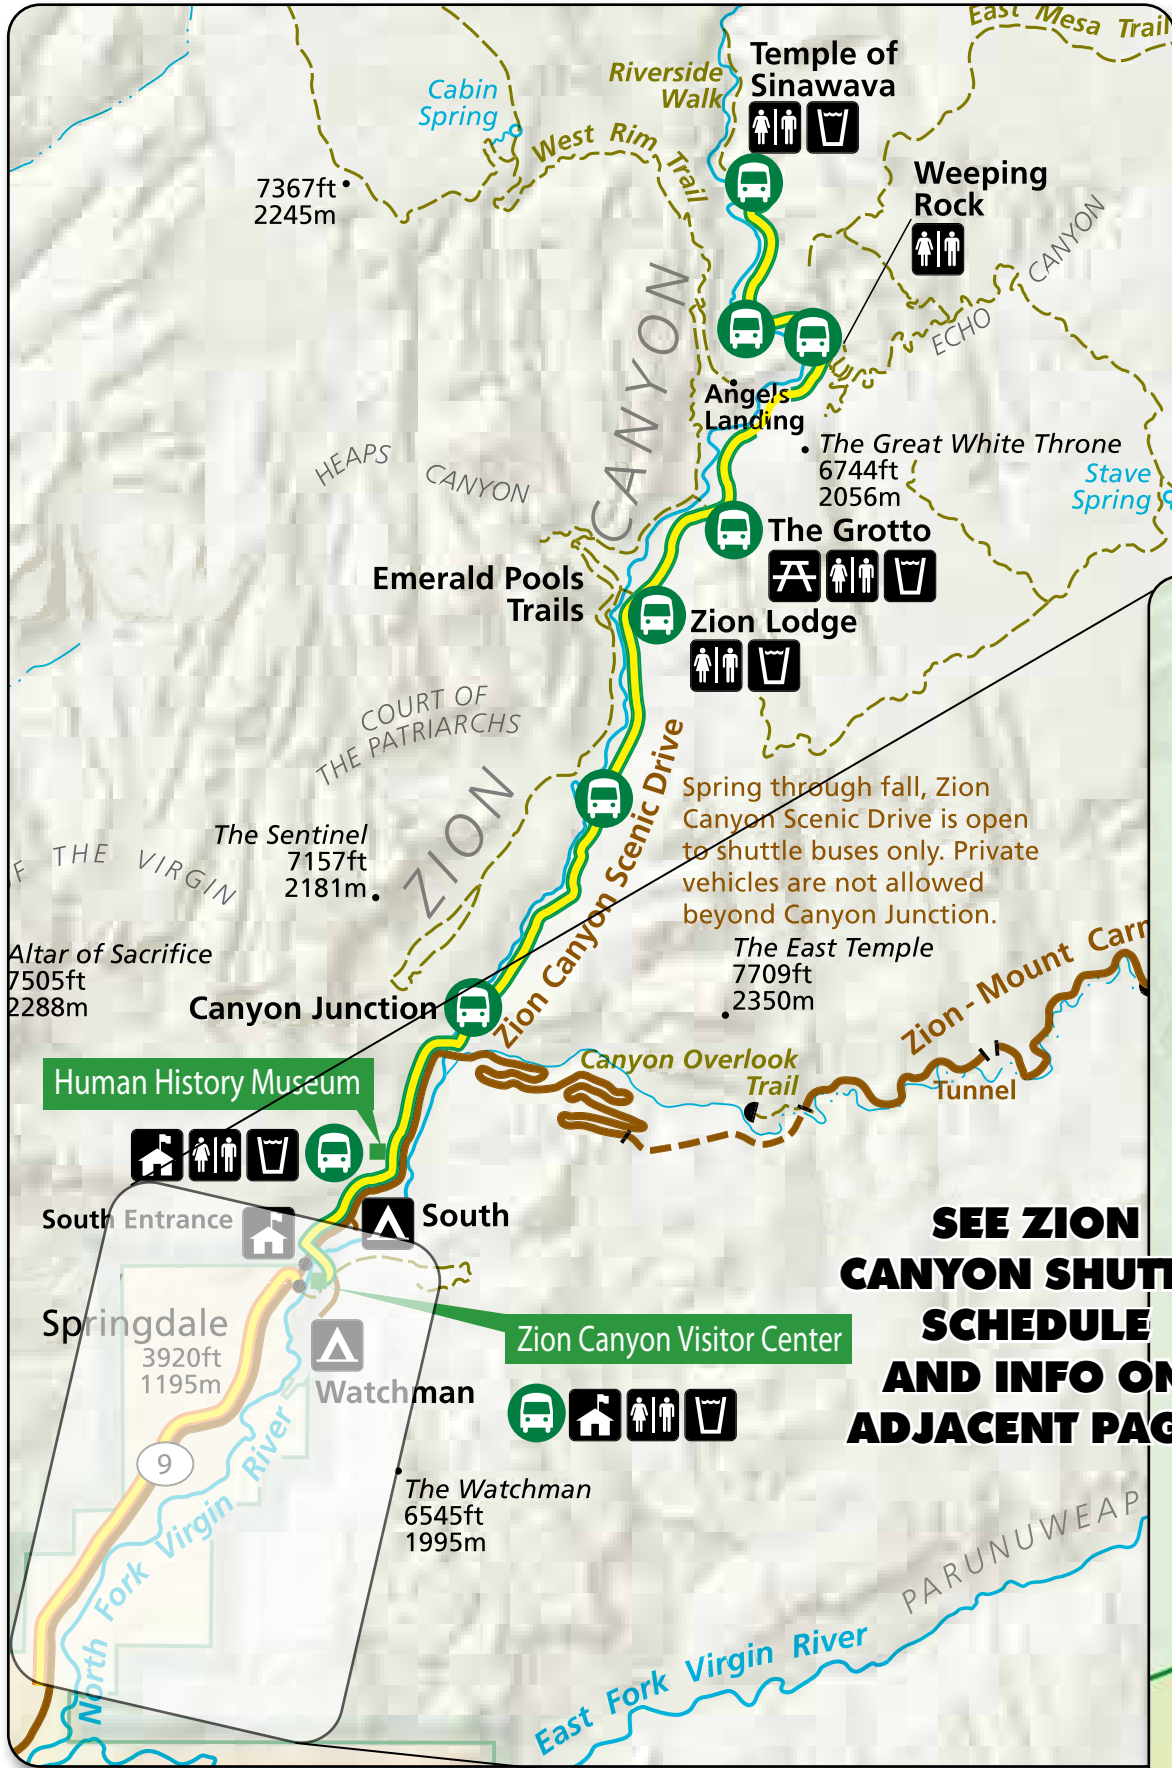 East Mesa Trail
Temple of
Sinawava
Riverside
Walk
Cabin
Spring
West Rim Trail
7367ft
2245m
Weeping
Rock
CANYON
ECHO
CANYON
Angels
Landing
The Great White Throne
6744ft
2056m
Stave
Spring
HEAPS
CANYON
The Grotto
Emerald Pools
Trails
Zion Lodge
COURT OF
THE PATRIARCHS
ZION
Zion Canyon Scenic Drive
Spring through fall, Zion
Canyon Scenic Drive is open
to shuttle buses only. Private
vehicles are not allowed
beyond Canyon Junction.
The Sentinel
7157ft
2181m
OF THE VIRGIN
Altar of Sacrifice
7505ft
2288m
The East Temple
7709ft
2350m
Canyon Junction
Zion - Mount Carm
Human History Museum
Canyon Overlook
Trail
Tunnel
South Entrance
South
SEE ZION
CANYON SHUTT
SCHEDULE
AND INFO ON
ADJACENT PAG
Springdale
3920ft
1195m
Zion Canyon Visitor Center
Watchman
9
North Fork Virgin River
The Watchman
6545ft
1995m
PARUNUWEAP
East Fork Virgin River